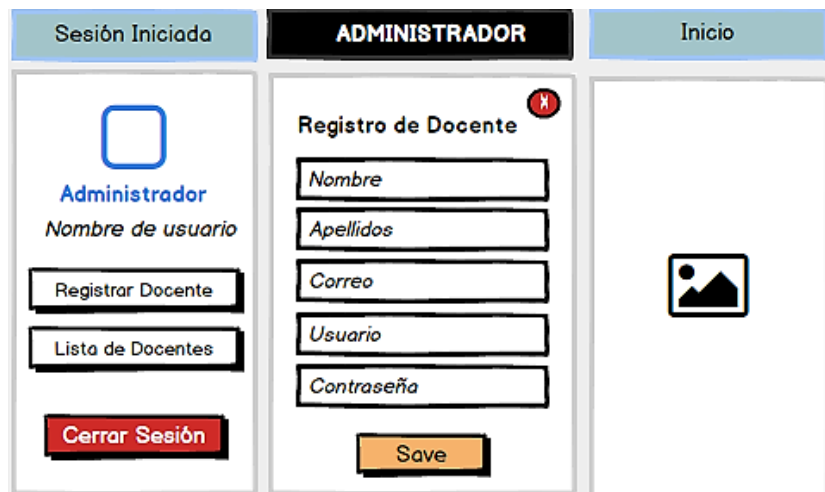 Sesión Iniciada
ADMINISTRADOR
Inicio
Administrador
Nombre de usuario
Registrar Docente
Lista de Docentes
Cerrar Sesión
Registro de Docente
X
Nombre
Apellidos
Correo
Usuario
Contraseña
Save